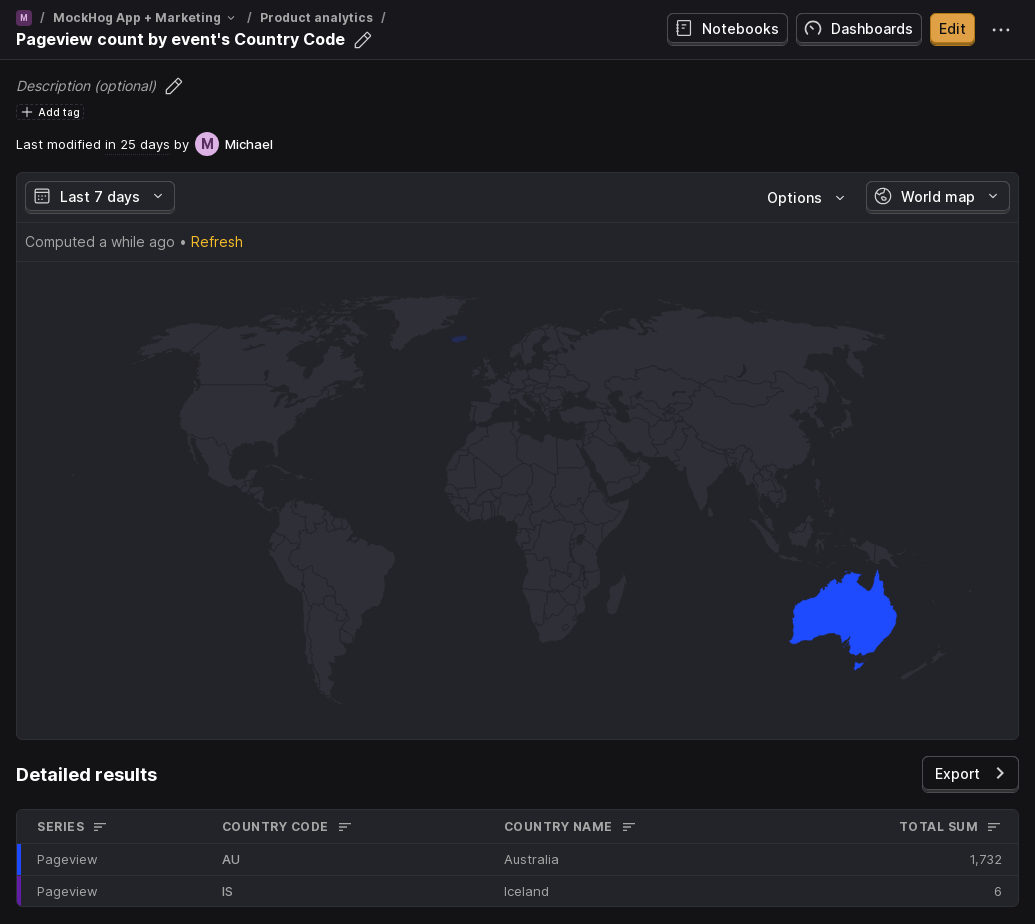 M / MockHog App + Marketing / Product analytics /
Pageview count by event's Country Code
Notebooks
Dashboards
Edit
Description (optional)
Add tag
Last modified in 25 days by M Michael
Last 7 days
Options
World map
Computed a while ago • Refresh
Detailed results
Export
SERIES COUNTRY CODE COUNTRY NAME TOTAL SUM
Pageview AU Australia 1,732
Pageview IS Iceland 6